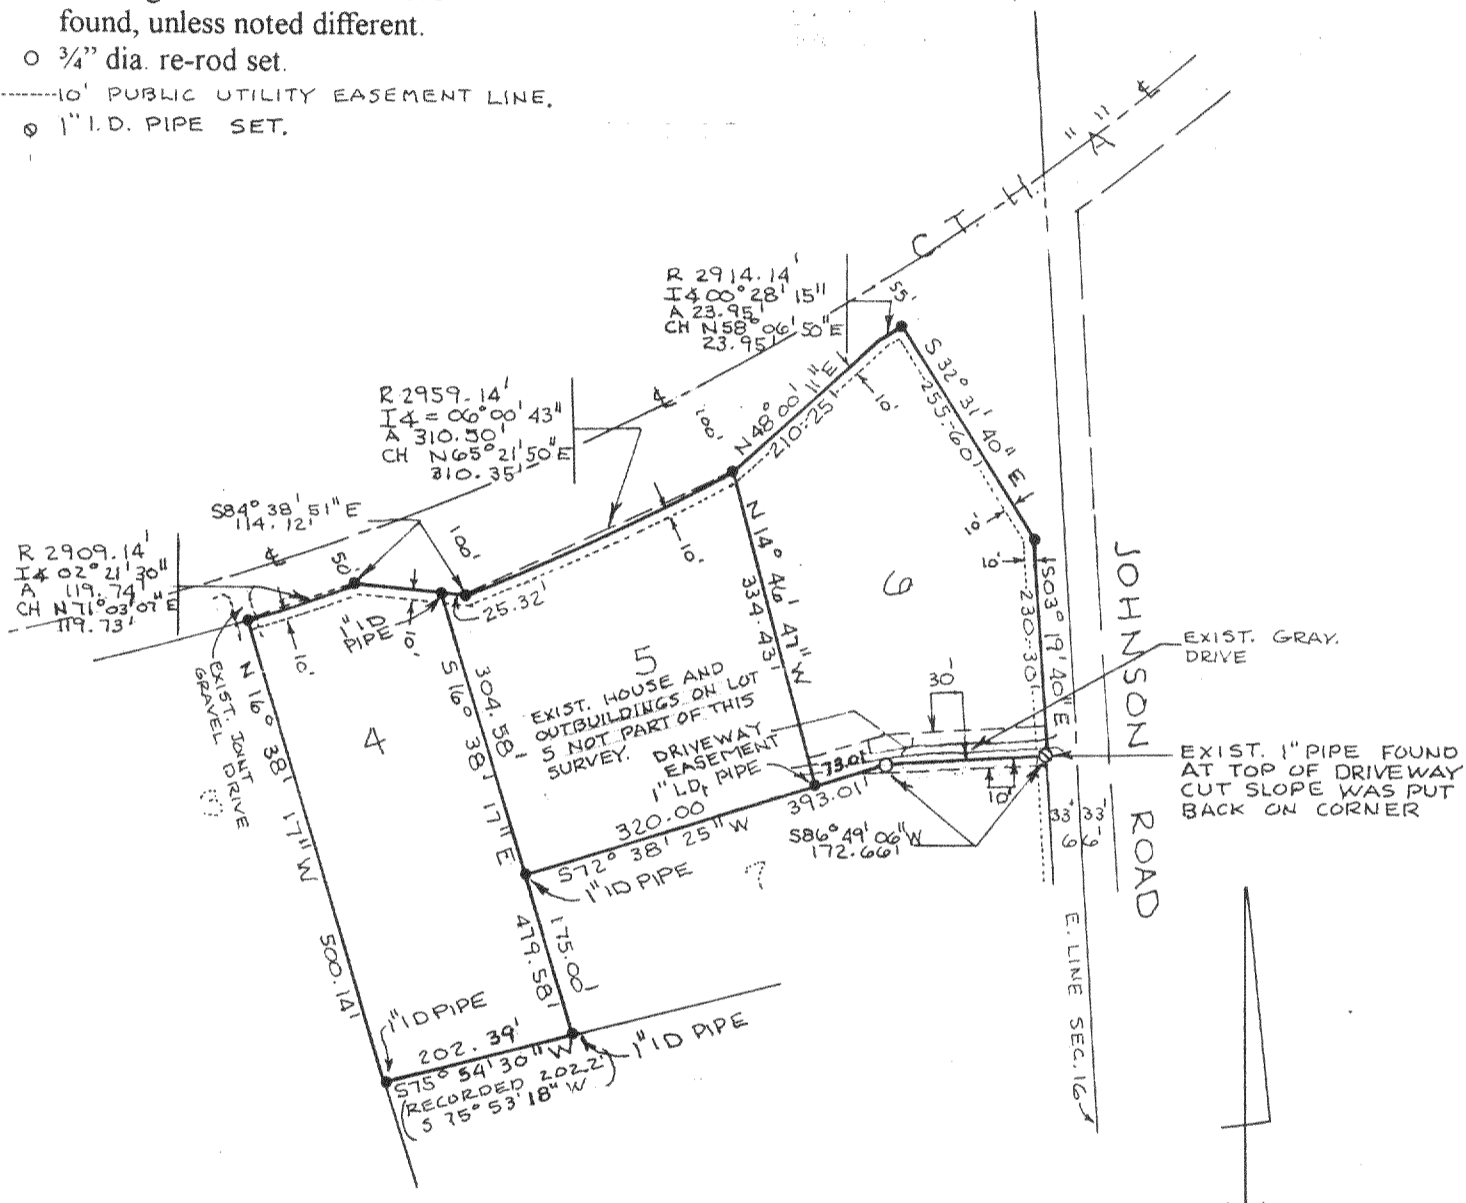 found, unless noted different.
¾" dia. re-rod set.
10' PUBLIC UTILITY EASEMENT LINE.
1" I.D. PIPE SET.
C.T.H. "A" ℄
R 2914.14'
I∡ 00° 28' 15"
A 23.95'
CH N58° 06' 50"E
23.95'
55'
R 2959.14'
I∡ = 06° 00' 43"
A 310.50'
CH N65° 21' 50"E
310.35'
℄
100'
N 48° 00' 11" E
210.25'
10'
S 32° 31' 40" E
255.60'
10'
S84° 38' 51" E
114.12'
R 2909.14'
I∡ 02° 21' 30"
A 119.74'
CH N71° 03' 07" E
119.73'
℄
50'
100'
10'
1" ID
PIPE
10'
25.32'
10'
EXIST. JOINT
GRAVEL DRIVE
N 16° 38' 17" W
500.14'
4
S 16° 38' 17" E
304.58'
479.58'
175.00'
5
EXIST. HOUSE AND
OUTBUILDINGS ON LOT
5 NOT PART OF THIS
SURVEY.
DRIVEWAY
EASEMENT
1" I.D. PIPE
N 14° 46' 47" W
334.43'
6
10'
S03° 19' 40" E
230.30'
JOHNSON ROAD
EXIST. GRAV.
DRIVE
30'
73.01'
393.01'
10'
S86° 49' 06" W
172.66'
EXIST. 1" PIPE FOUND
AT TOP OF DRIVEWAY
CUT SLOPE WAS PUT
BACK ON CORNER
33' 33'
320.00
S72° 38' 25" W
1" ID PIPE
?
E. LINE SEC. 16
1" ID PIPE
202.39'
S75° 54' 30" W
(RECORDED 202.2'
S 75° 53' 18" W)
1" ID PIPE